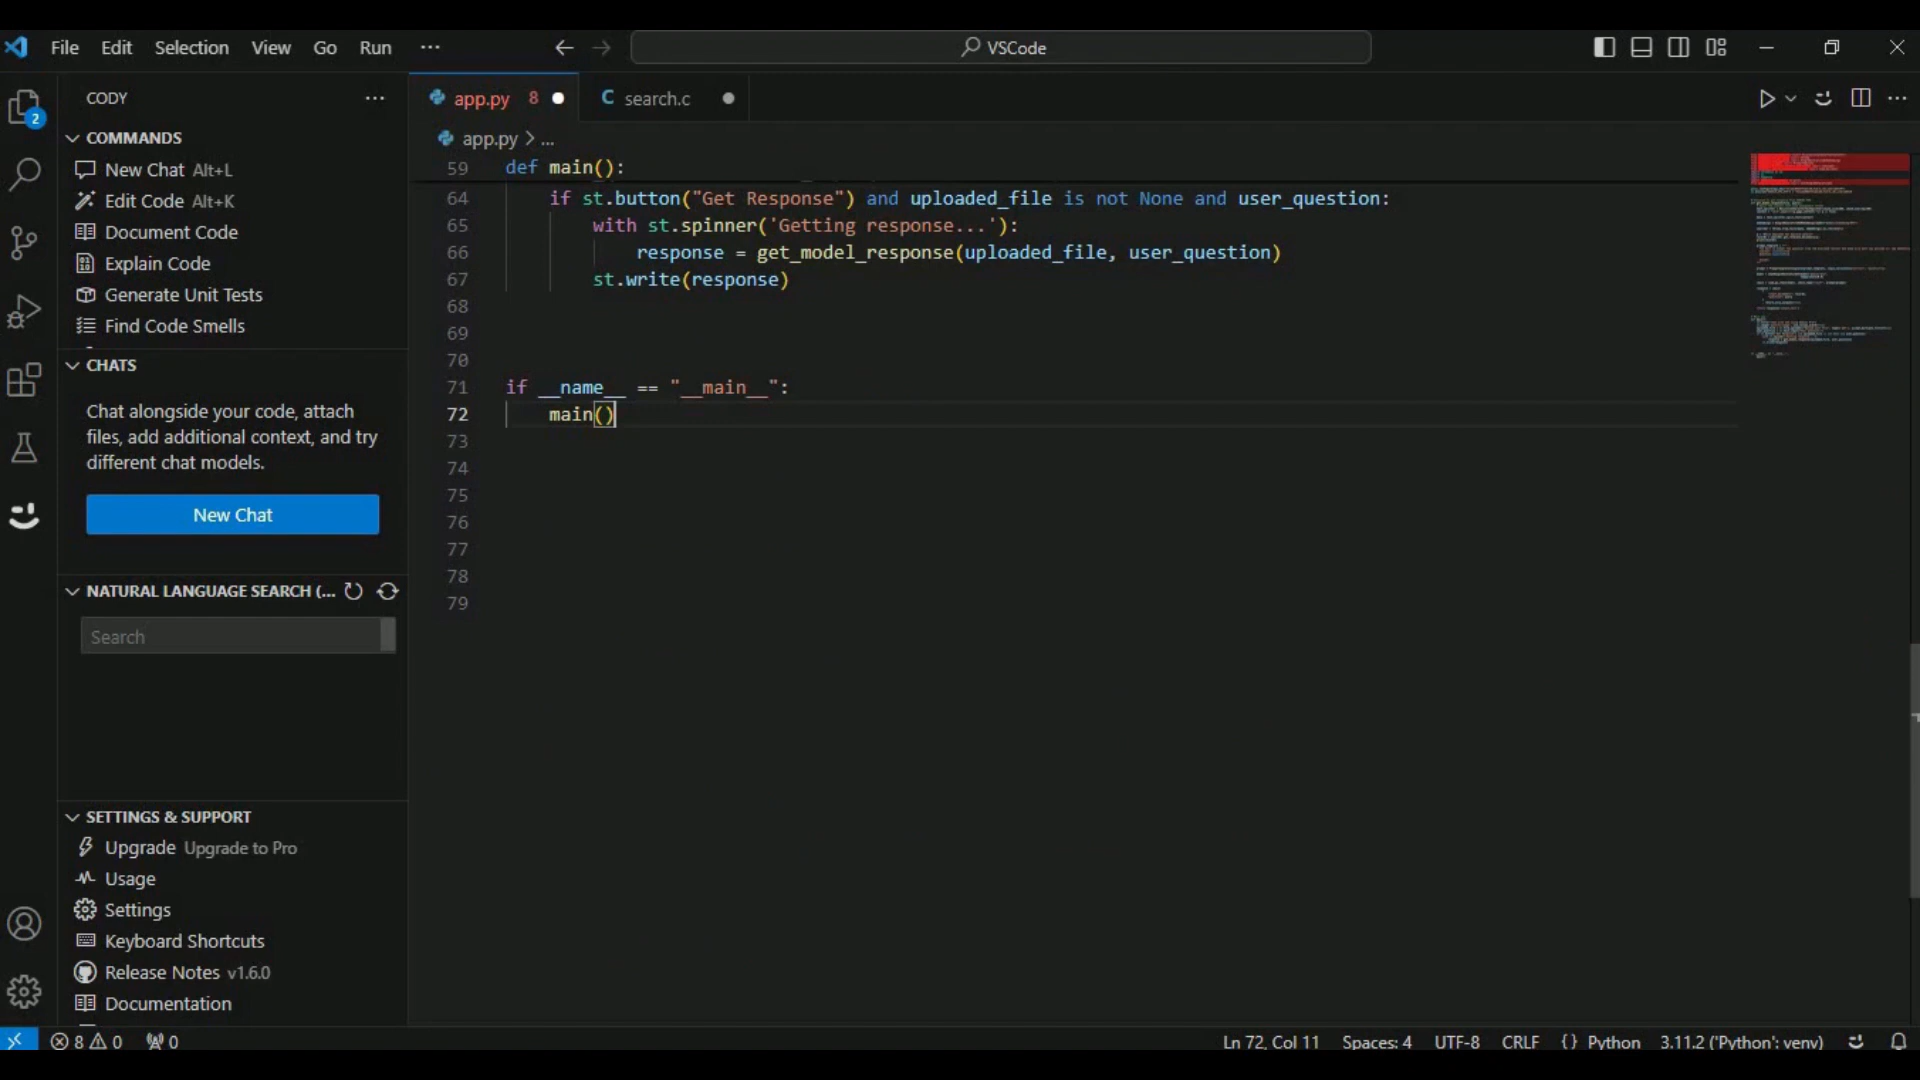 File Edit Selection View Go Run ... VSCode
CODY ...
COMMANDS
New Chat Alt+L
Edit Code Alt+K
Document Code
Explain Code
Generate Unit Tests
Find Code Smells
CHATS
Chat alongside your code, attach
files, add additional context, and try
different chat models.
New Chat
NATURAL LANGUAGE SEARCH (...
Search
SETTINGS & SUPPORT
Upgrade Upgrade to Pro
Usage
Settings
Keyboard Shortcuts
Release Notes v1.6.0
Documentation
app.py 8 C search.c
app.py > ...
59 def main():
64 if st.button("Get Response") and uploaded_file is not None and user_question:
65 with st.spinner('Getting response...'):
66 response = get_model_response(uploaded_file, user_question)
67 st.write(response)
68
69
70
71 if __name__ == "__main__":
72 main()
73
74
75
76
77
78
79
2
8 0 0 Ln 72, Col 11 Spaces: 4 UTF-8 CRLF {} Python 3.11.2 ('Python': venv)